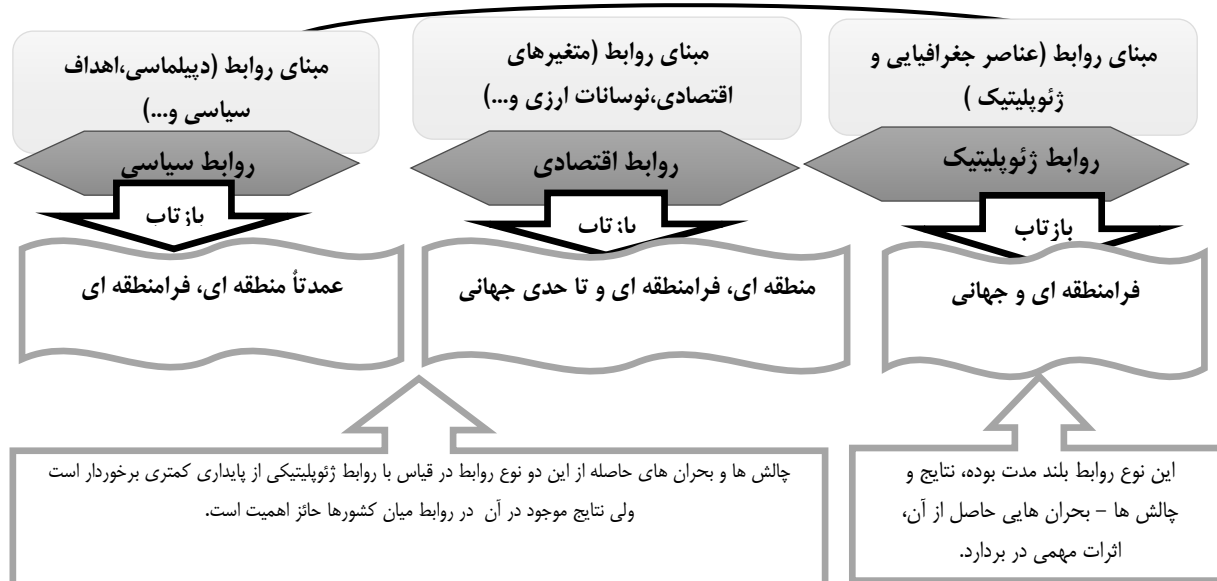 مبنای روابط (عناصر جغرافیایی و
ژئوپلیتیک )
روابط ژئوپلیتیک
بازتاب
فرامنطقه ای و جهانی
این نوع روابط بلند مدت بوده، نتایج و
چالش ها – بحران هایی حاصل از آن،
اثرات مهمی در بردارد.
مبنای روابط (متغیرهای
اقتصادی،نوسانات ارزی و...)
روابط اقتصادی
بازتاب
منطقه ای، فرامنطقه ای و تا حدی جهانی
مبنای روابط (دیپلماسی،اهداف
سیاسی و...)
روابط سیاسی
بازتاب
عمدتاً منطقه ای، فرامنطقه ای
چالش ها و بحران های حاصله از این دو نوع روابط در قیاس با روابط ژئوپلیتیکی از پایداری کمتری برخوردار است
ولی نتایج موجود در آن در روابط میان کشورها حائز اهمیت است.